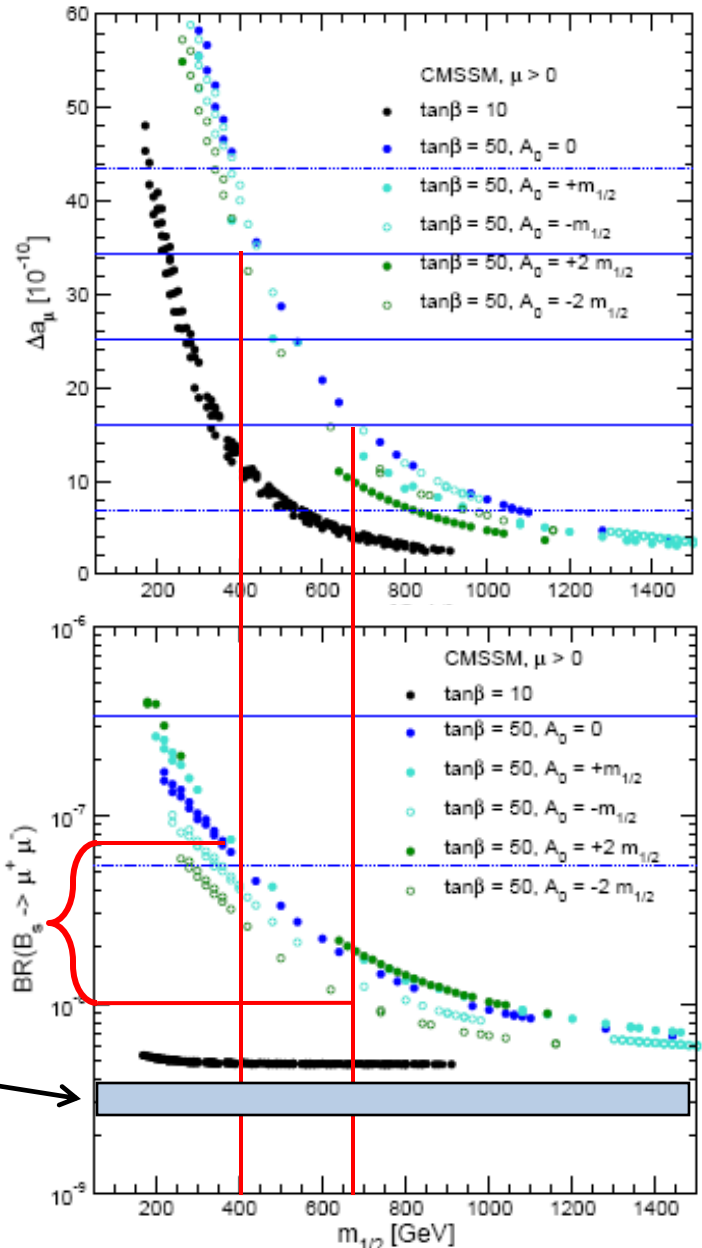 60
CMSSM, μ > 0
tanβ = 10
50
tanβ = 50, A₀ = 0
tanβ = 50, A₀ = +m₁/₂
40
tanβ = 50, A₀ = -m₁/₂
tanβ = 50, A₀ = +2 m₁/₂
30
tanβ = 50, A₀ = -2 m₁/₂
Δaμ [10⁻¹⁰]
20
10
0
200 400 600 800 1000 1200 1400
10⁻⁶
CMSSM, μ > 0
tanβ = 10
tanβ = 50, A₀ = 0
tanβ = 50, A₀ = +m₁/₂
10⁻⁷
tanβ = 50, A₀ = -m₁/₂
tanβ = 50, A₀ = +2 m₁/₂
tanβ = 50, A₀ = -2 m₁/₂
BR(Bₛ -> μ⁺ μ⁻)
10⁻⁹
200 400 600 800 1000 1200 1400
m₁/₂ [GeV]